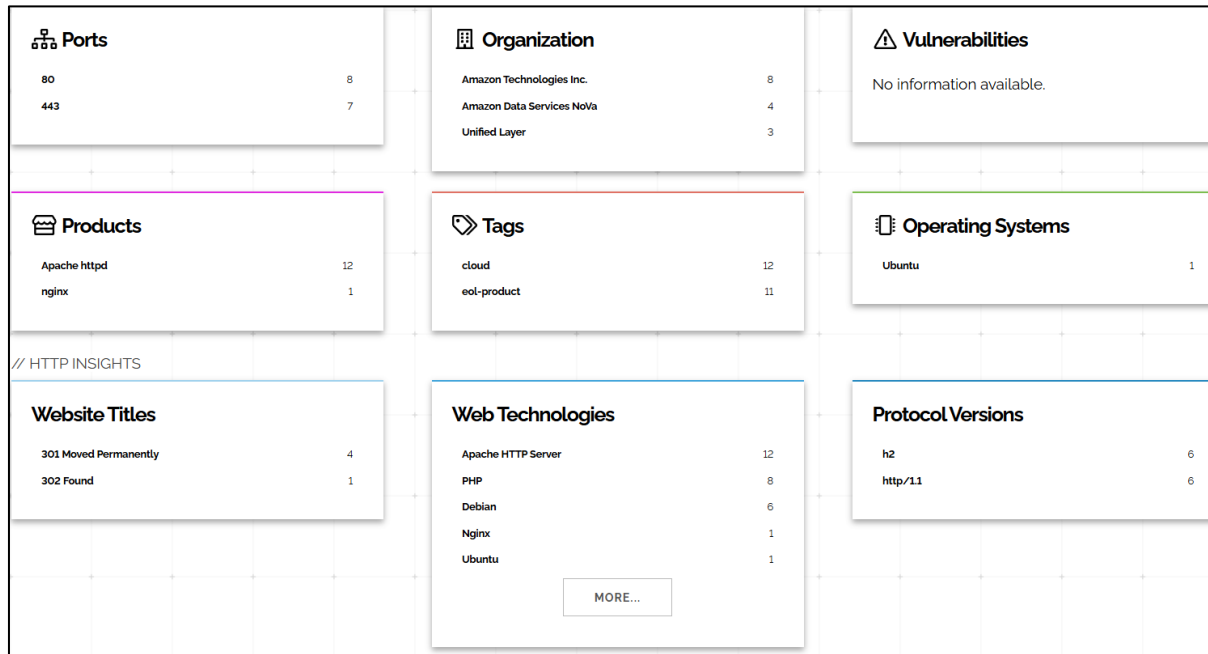 Ports
80 8
443 7
Organization
Amazon Technologies Inc. 8
Amazon Data Services NoVa 4
Unified Layer 3
Vulnerabilities
No information available.
Products
Apache httpd 12
nginx 1
Tags
cloud 12
eol-product 11
Operating Systems
Ubuntu 1
// HTTP INSIGHTS
Website Titles
301 Moved Permanently 4
302 Found 1
Web Technologies
Apache HTTP Server 12
PHP 8
Debian 6
Nginx 1
Ubuntu 1
MORE...
Protocol Versions
h2 6
http/1.1 6